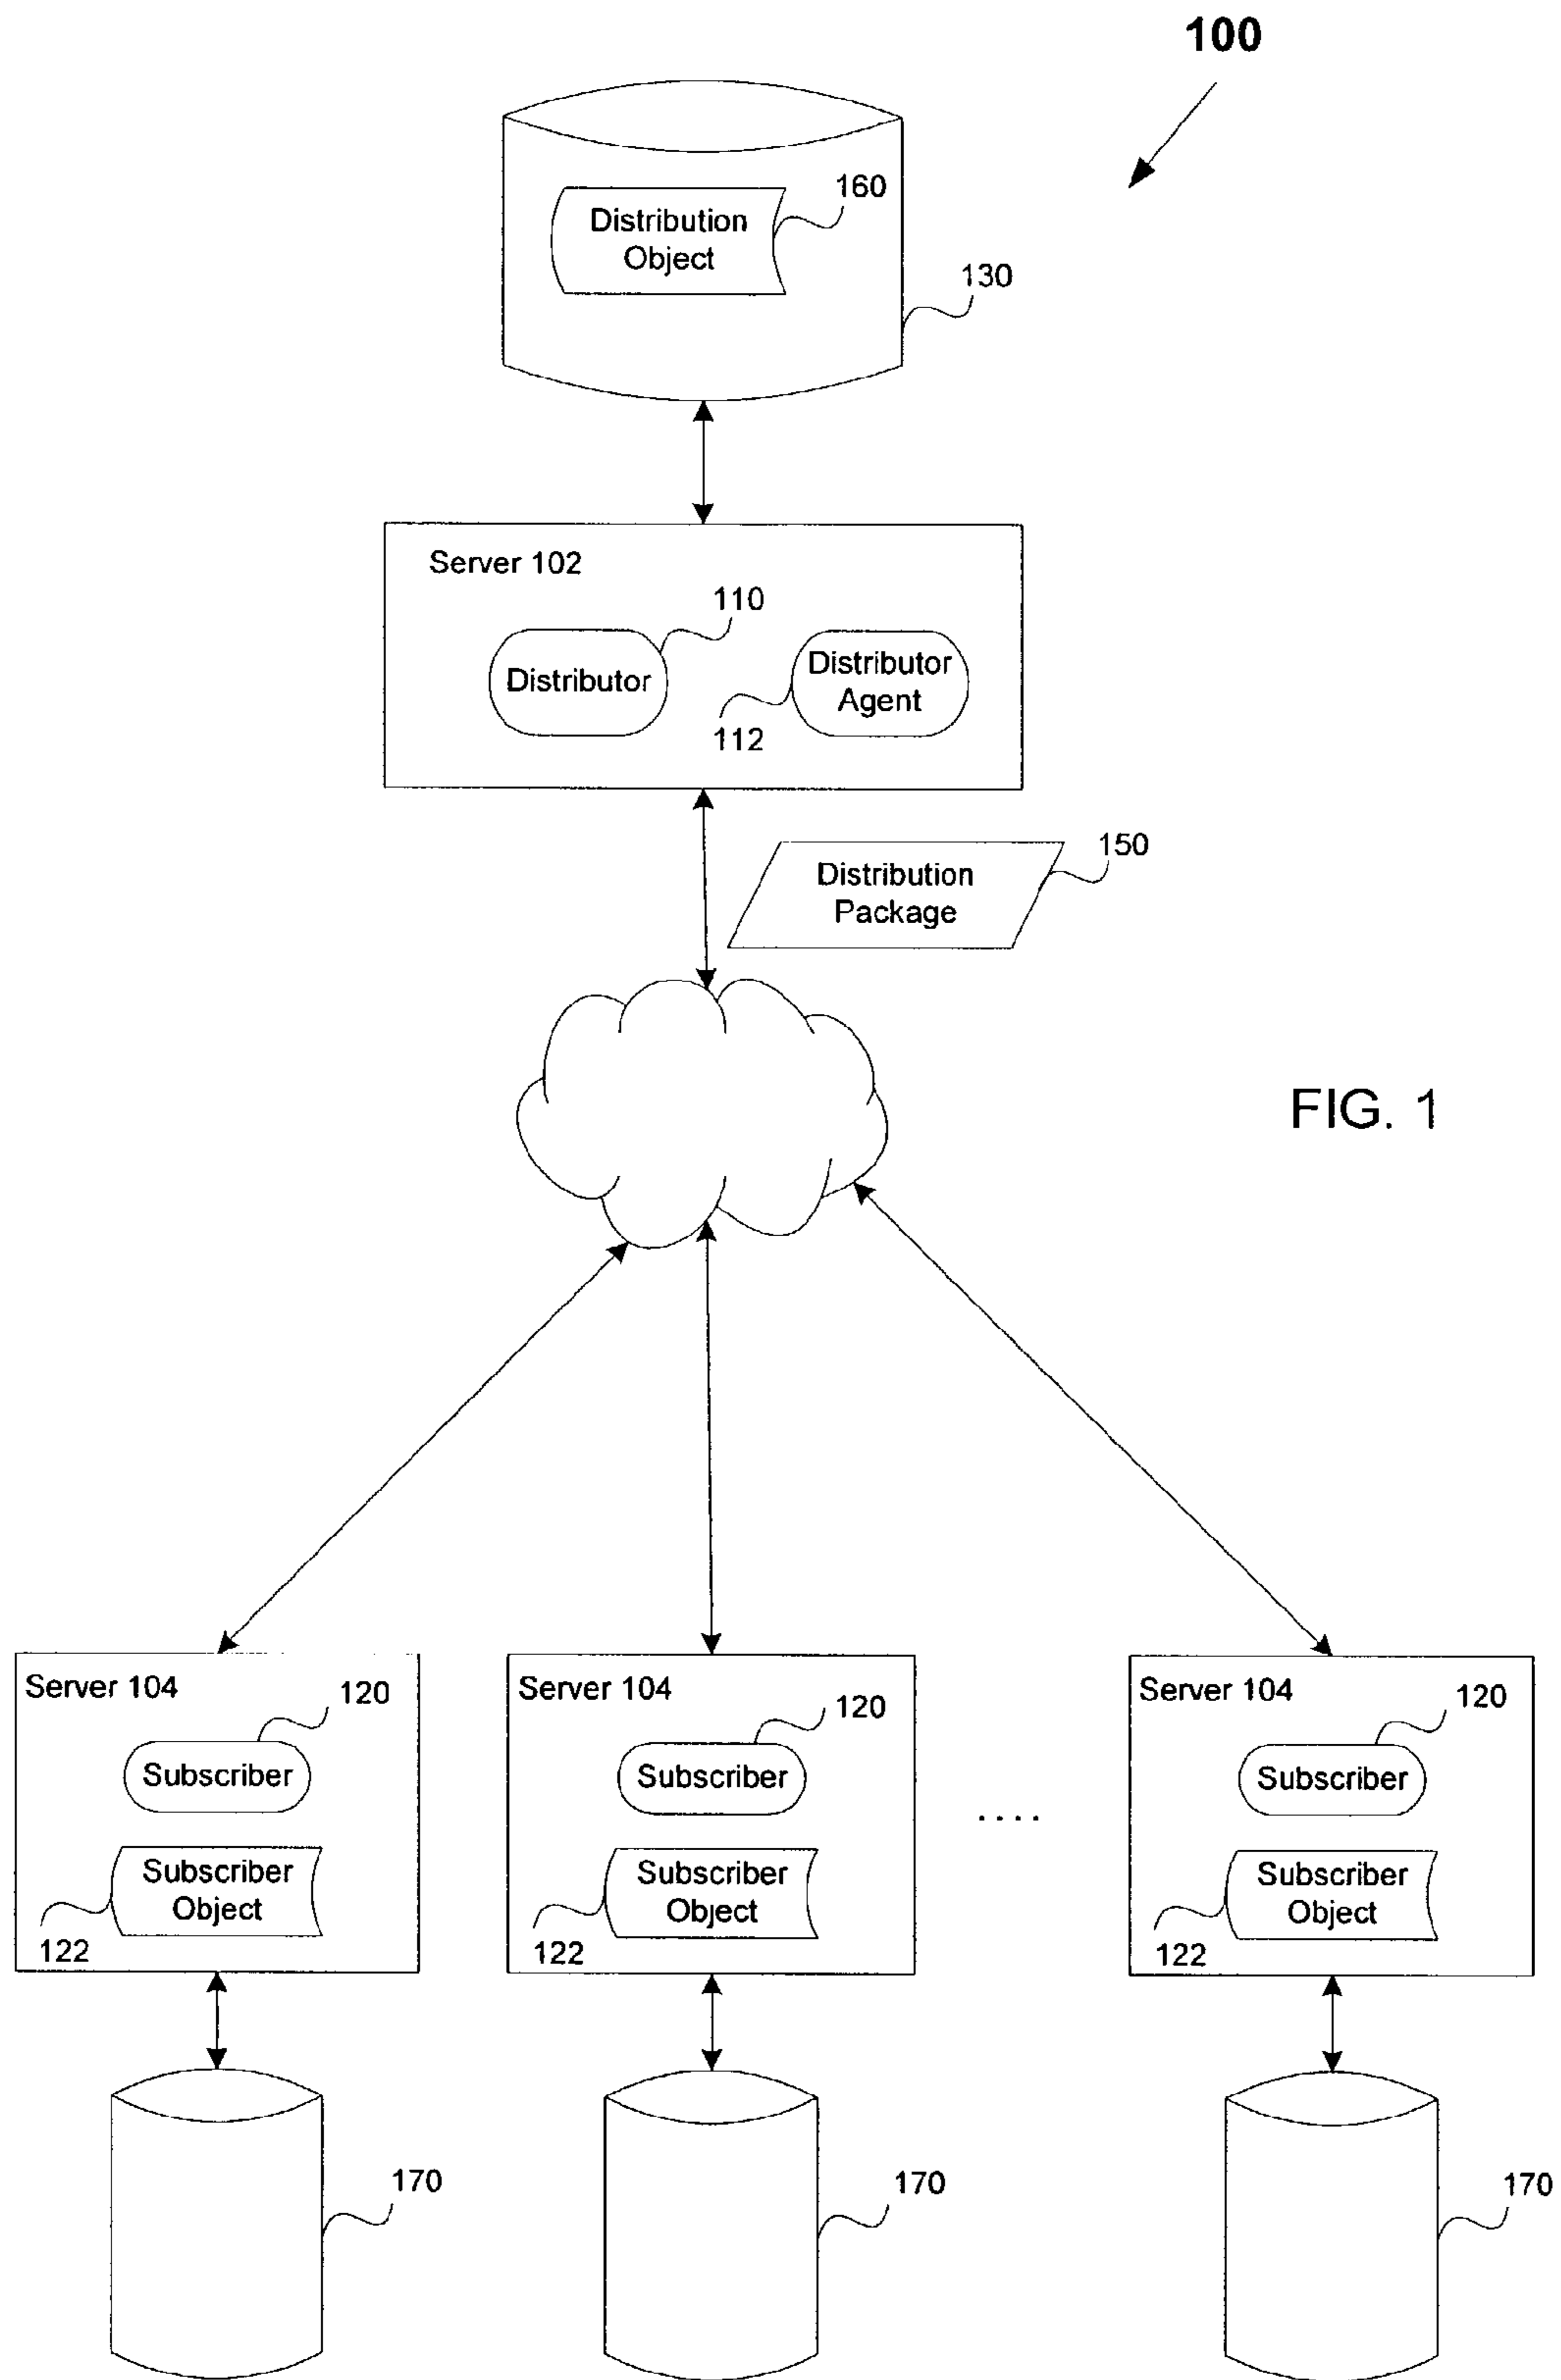 100
160
Distribution
Object
130
Server 102
110
Distributor
Distributor
Agent
112
150
Distribution
Package
FIG. 1
Server 104
120
Subscriber
Subscriber
Object
122
170
Server 104
120
Subscriber
Subscriber
Object
122
170
. . . .
Server 104
120
Subscriber
Subscriber
Object
122
170